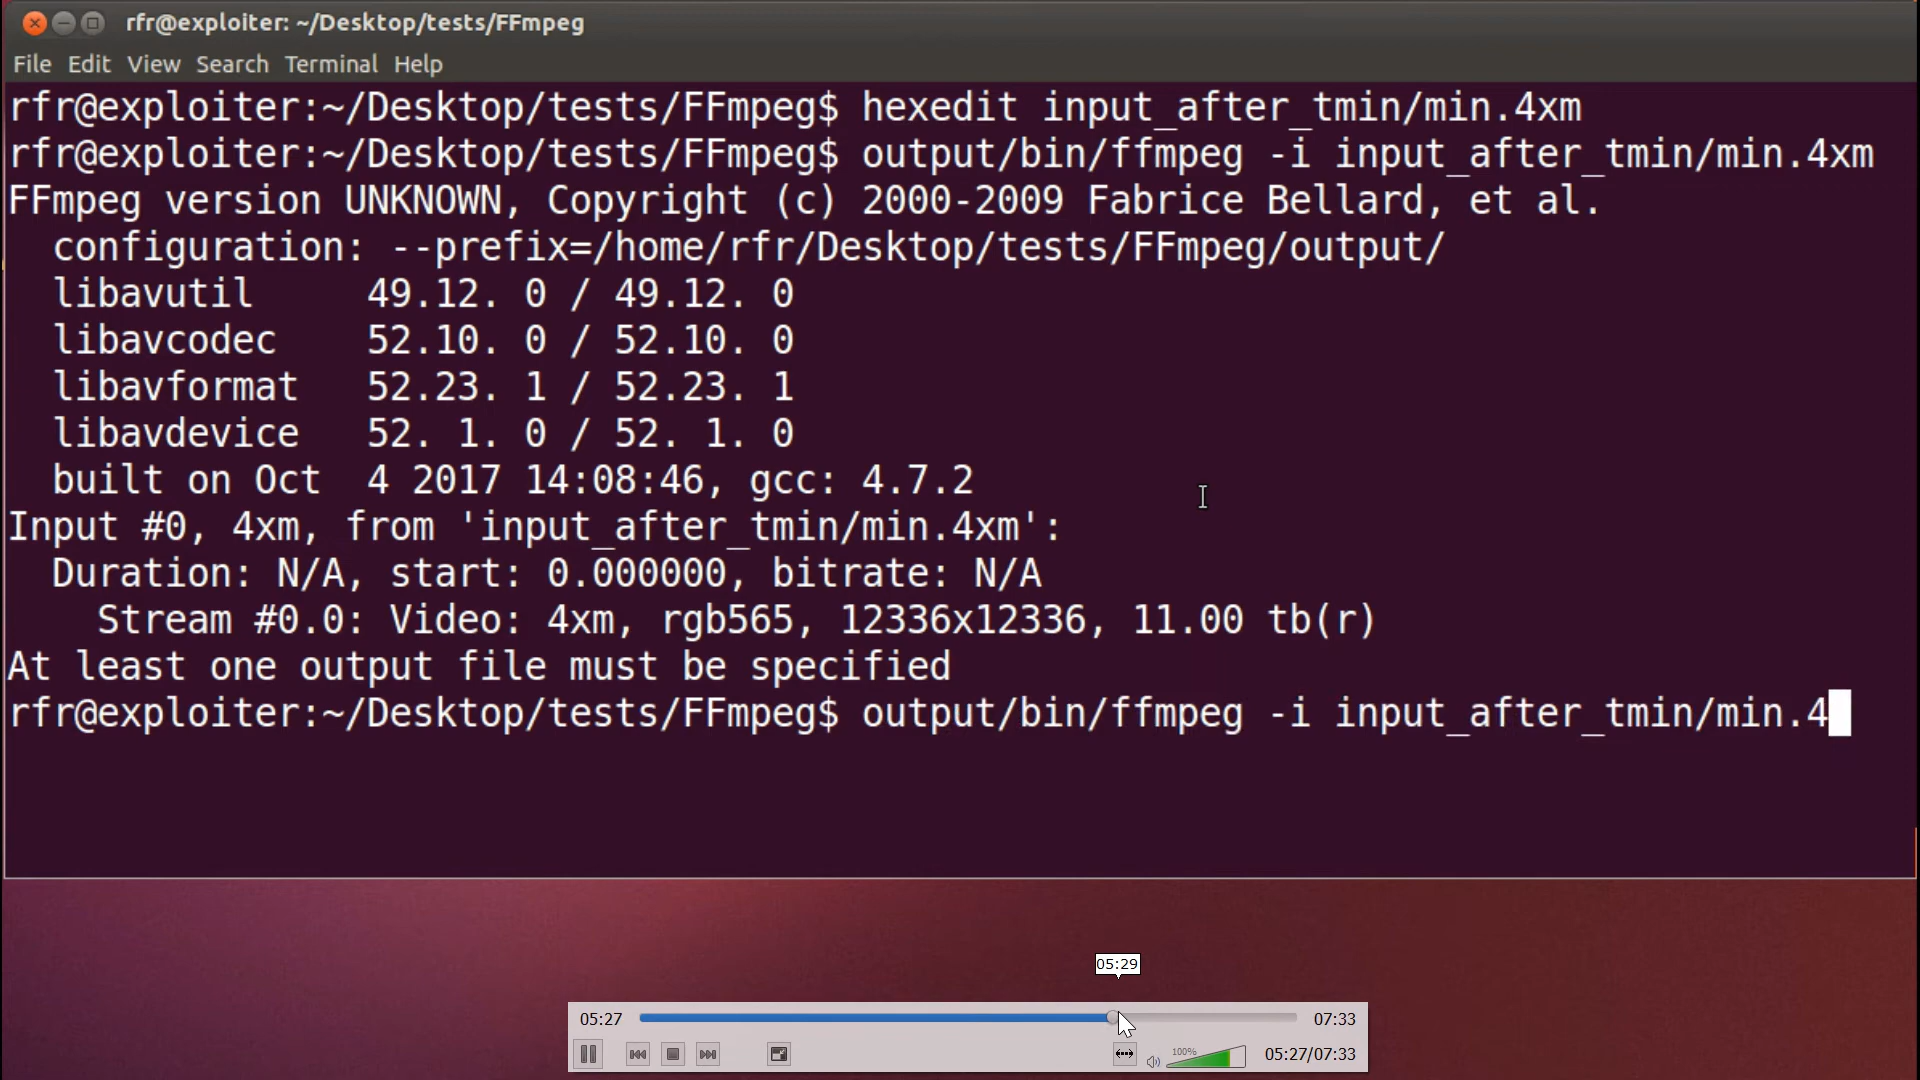 rfr@exploiter: ~/Desktop/tests/FFmpeg
File Edit View Search Terminal Help
rfr@exploiter:~/Desktop/tests/FFmpeg$ hexedit input_after_tmin/min.4xm
rfr@exploiter:~/Desktop/tests/FFmpeg$ output/bin/ffmpeg -i input_after_tmin/min.4xm
FFmpeg version UNKNOWN, Copyright (c) 2000-2009 Fabrice Bellard, et al.
  configuration: --prefix=/home/rfr/Desktop/tests/FFmpeg/output/
  libavutil     49.12. 0 / 49.12. 0
  libavcodec    52.10. 0 / 52.10. 0
  libavformat   52.23. 1 / 52.23. 1
  libavdevice   52. 1. 0 / 52. 1. 0
  built on Oct  4 2017 14:08:46, gcc: 4.7.2
Input #0, 4xm, from 'input_after_tmin/min.4xm':
  Duration: N/A, start: 0.000000, bitrate: N/A
    Stream #0.0: Video: 4xm, rgb565, 12336x12336, 11.00 tb(r)
At least one output file must be specified
rfr@exploiter:~/Desktop/tests/FFmpeg$ output/bin/ffmpeg -i input_after_tmin/min.4
05:29
05:27 07:33
100% 05:27/07:33